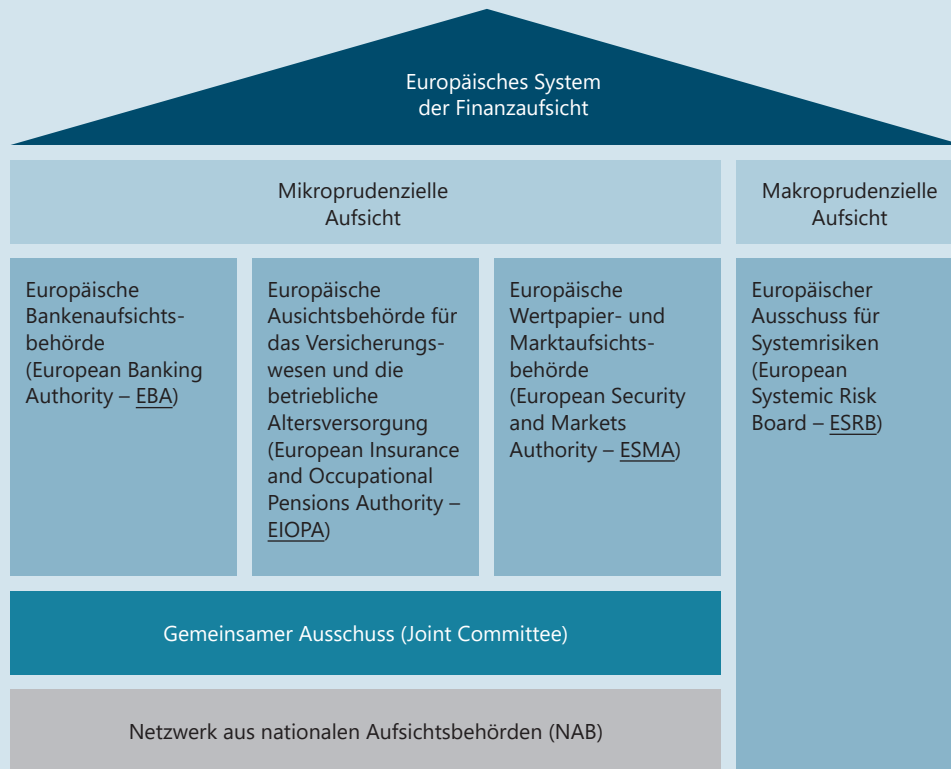 Europäisches System
der Finanzaufsicht
Mikroprudenzielle
Aufsicht
Makroprudenzielle
Aufsicht
Europäische
Bankenaufsichts-
behörde
(European Banking
Authority – EBA)
Europäische
Ausichtsbehörde für
das Versicherungs-
wesen und die
betriebliche
Altersversorgung
(European Insurance
and Occupational
Pensions Authority –
EIOPA)
Europäische
Wertpapier- und
Marktaufsichts-
behörde
(European Security
and Markets
Authority – ESMA)
Europäischer
Ausschuss für
Systemrisiken
(European
Systemic Risk
Board – ESRB)
Gemeinsamer Ausschuss (Joint Committee)
Netzwerk aus nationalen Aufsichtsbehörden (NAB)